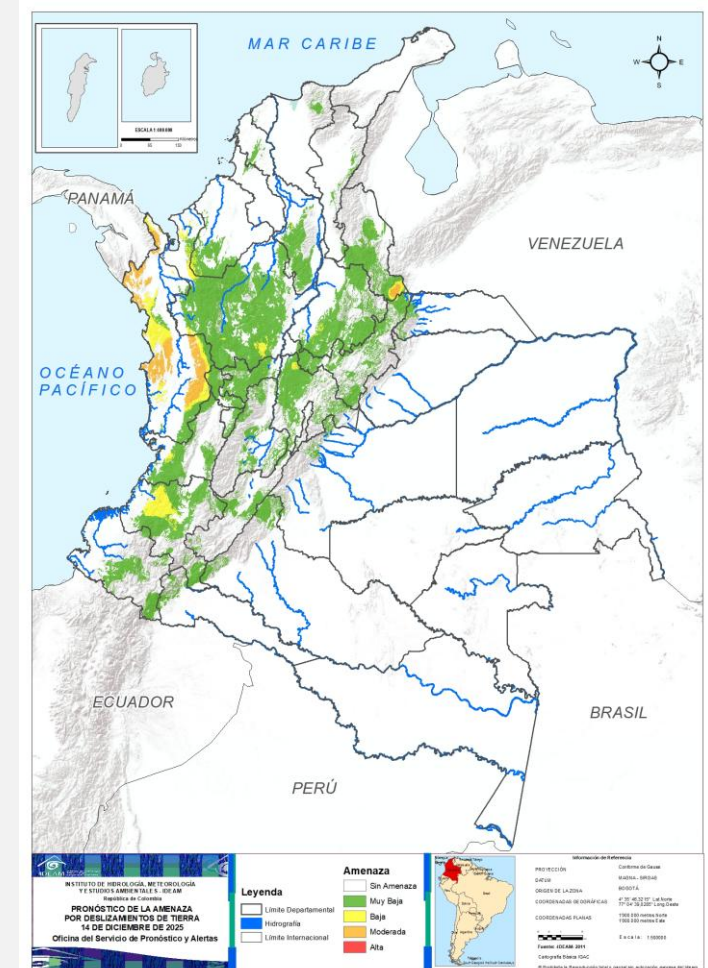 MAR CARIBE
N
W
E
S
PANAMÁ
VENEZUELA
OCÉANO
PACÍFICO
ECUADOR
BRASIL
PERÚ
IDEAM
INSTITUTO DE HIDROLOGÍA, METEOROLOGÍA
Y ESTUDIOS AMBIENTALES - IDEAM
República de Colombia
PRONÓSTICO DE LA AMENAZA
POR DESLIZAMIENTOS DE TIERRA
14 DE DICIEMBRE DE 2025
Oficina del Servicio de Pronóstico y Alertas
Leyenda
Límite Departamental
Hidrografía
Límite Internacional
Amenaza
Sin Amenaza
Muy Baja
Baja
Moderada
Alta
Información de Referencia
PROYECCIÓN
Conforme de Gauss
DATUM
MAGNA - SIRGAS
ORIGEN DE LA ZONA
BOGOTÁ
COORDENADAS GEOGRÁFICAS
COORDENADAS PLANAS
1'000.000 metros Norte
1'000.000 metros Este
Escala:
Fuente: IDEAM 2011
Cartografía Básica IGAC